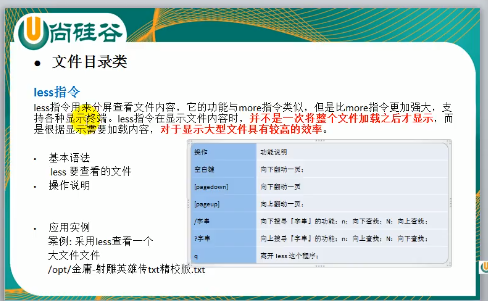 尚硅谷
• 文件目录类
less指令
less指令用来分屏查看文件内容，它的功能与more指令类似，但是比more指令更加强大，支
持各种显示终端。less指令在显示文件内容时，并不是一次将整个文件加载之后才显示，而
是根据显示需要加载内容，对于显示大型文件具有较高的效率。
• 基本语法
less 要查看的文件
• 操作说明
• 应用实例
案例: 采用less查看一个
大文件文件
/opt/金庸-射雕英雄传txt精校版.txt
操作 功能说明
空白键 向下翻动一页；
[pagedown] 向下翻动一页
[pageup] 向上翻动一页；
/字串 向下搜寻『字串』的功能；n：向下查找；N：向上查找；
?字串 向上搜寻『字串』的功能；n：向上查找；N：向下查找；
q 离开 less 这个程序；